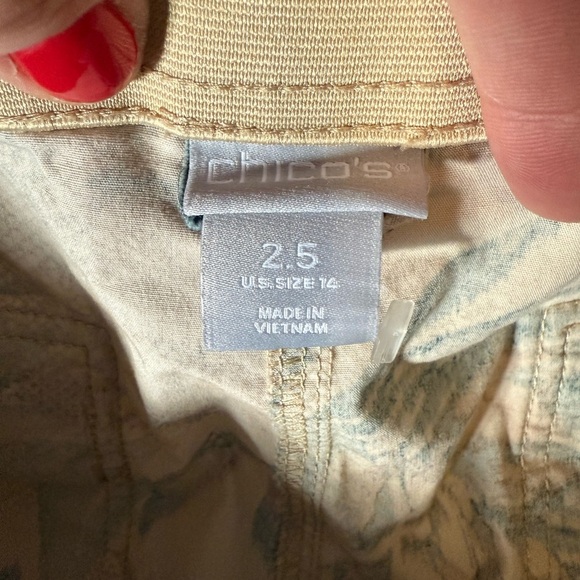 chico's®
2.5
U.S. SIZE 14
MADE IN
VIETNAM